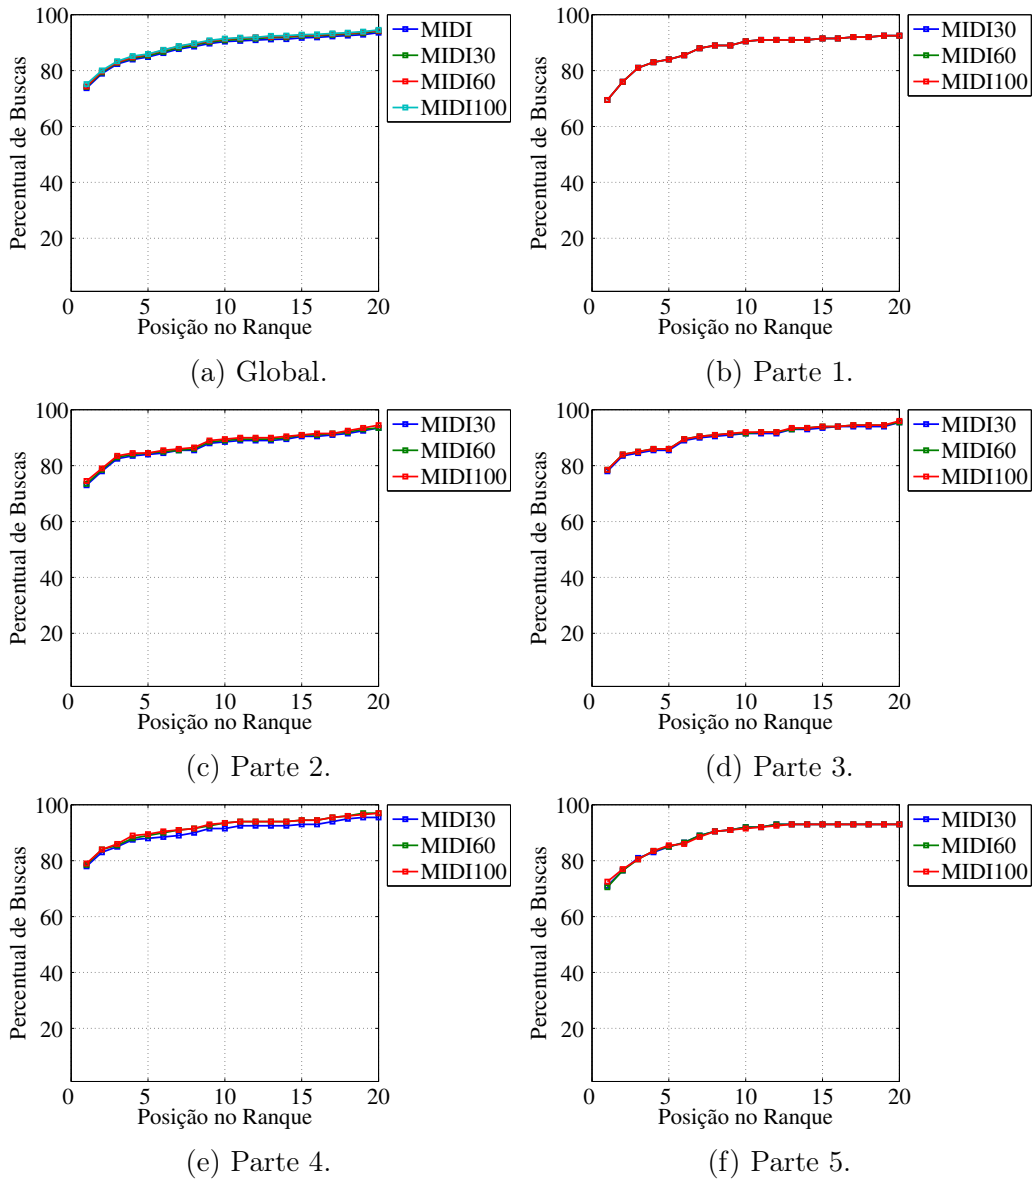 Percentual de Buscas
100
80
60
40
20
0
5
10
15
20
Posição no Ranque
MIDI
MIDI30
MIDI60
MIDI100
(a) Global.
Percentual de Buscas
100
80
60
40
20
0
5
10
15
20
Posição no Ranque
MIDI30
MIDI60
MIDI100
(b) Parte 1.
Percentual de Buscas
100
80
60
40
20
0
5
10
15
20
Posição no Ranque
MIDI30
MIDI60
MIDI100
(c) Parte 2.
Percentual de Buscas
100
80
60
40
20
0
5
10
15
20
Posição no Ranque
MIDI30
MIDI60
MIDI100
(d) Parte 3.
Percentual de Buscas
100
80
60
40
20
0
5
10
15
20
Posição no Ranque
MIDI30
MIDI60
MIDI100
(e) Parte 4.
Percentual de Buscas
100
80
60
40
20
0
5
10
15
20
Posição no Ranque
MIDI30
MIDI60
MIDI100
(f) Parte 5.